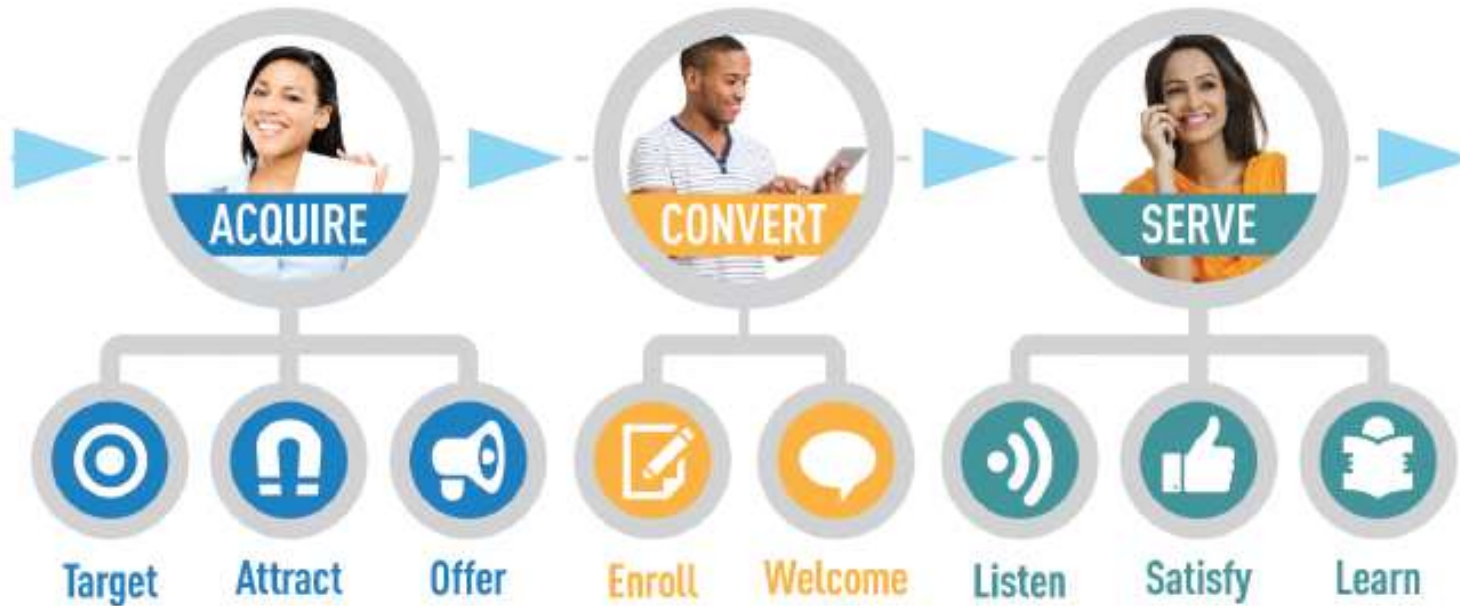 ACQUIRE
CONVERT
SERVE
Target
Attract
Offer
Enroll
Welcome
Listen
Satisfy
Learn